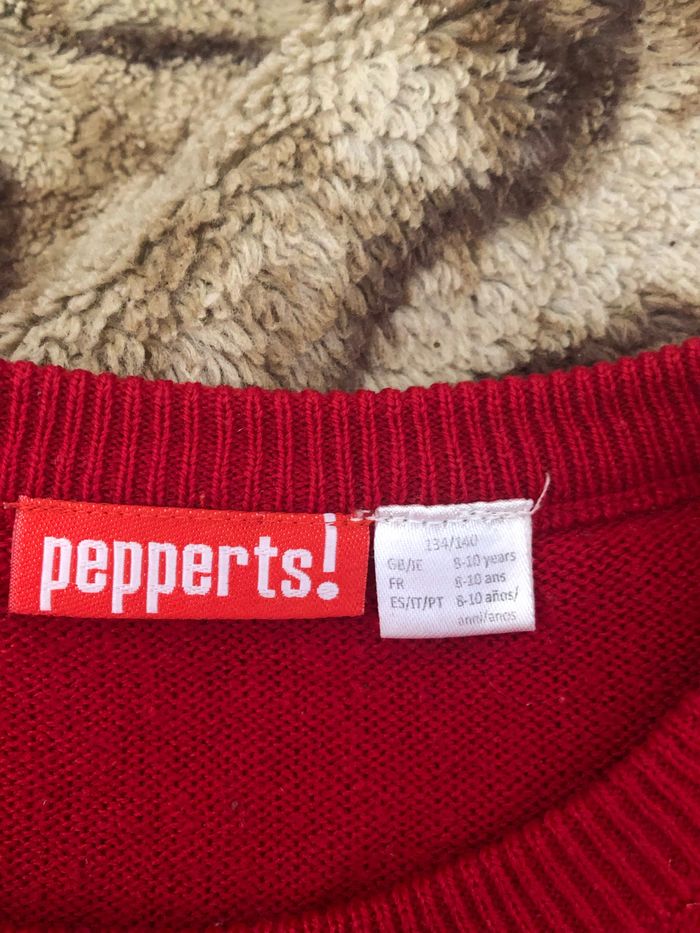 pepperts!
134/140
GB/IE 8-10 years
FR 8-10 ans
ES/IT/PT 8-10 años/
anni/anos